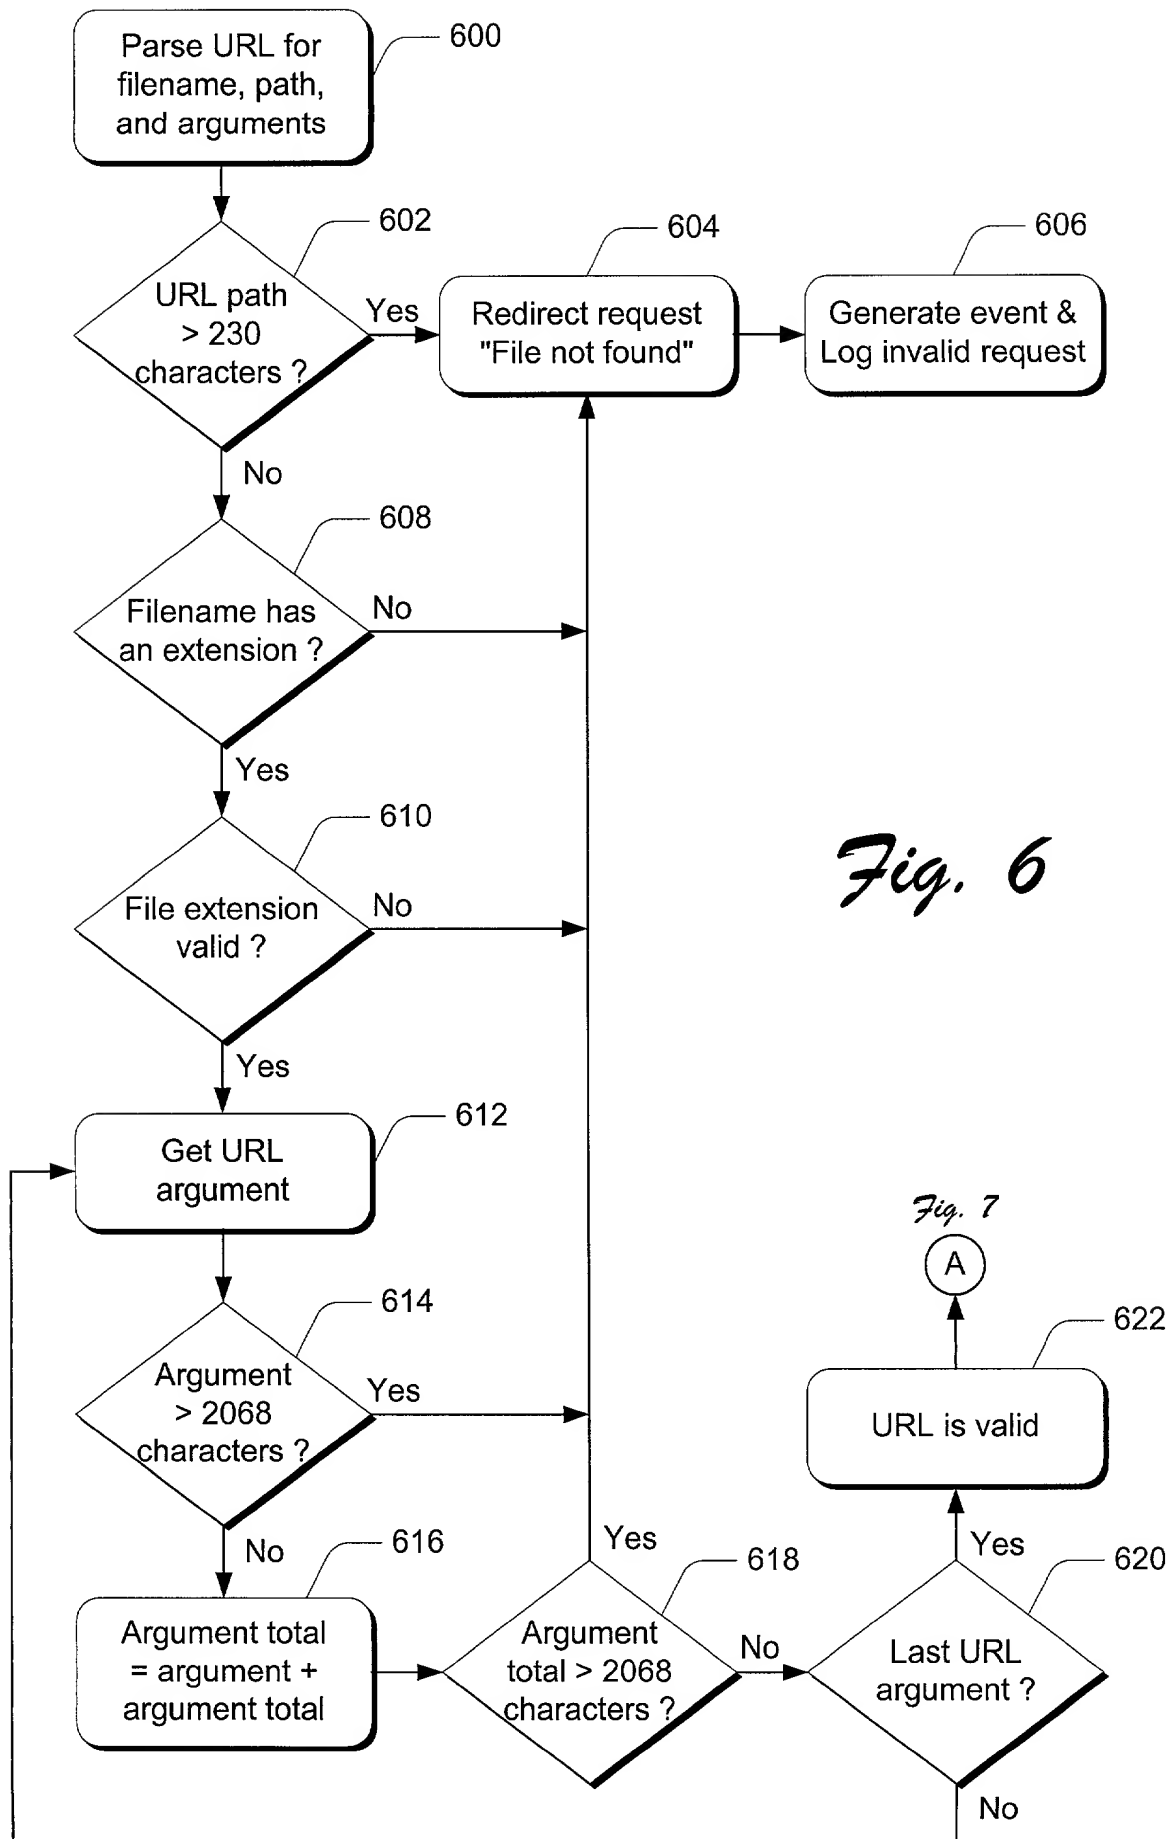 Parse URL for
filename, path,
and arguments
600
602
URL path
> 230
characters ?
Yes
No
604
Redirect request
"File not found"
606
Generate event &
Log invalid request
608
Filename has
an extension ?
No
Yes
610
File extension
valid ?
No
Yes
Fig. 6
612
Get URL
argument
614
Argument
> 2068
characters ?
Yes
No
616
Argument total
= argument +
argument total
618
Argument
total > 2068
characters ?
Yes
No
620
Last URL
argument ?
Yes
No
622
URL is valid
A
Fig. 7